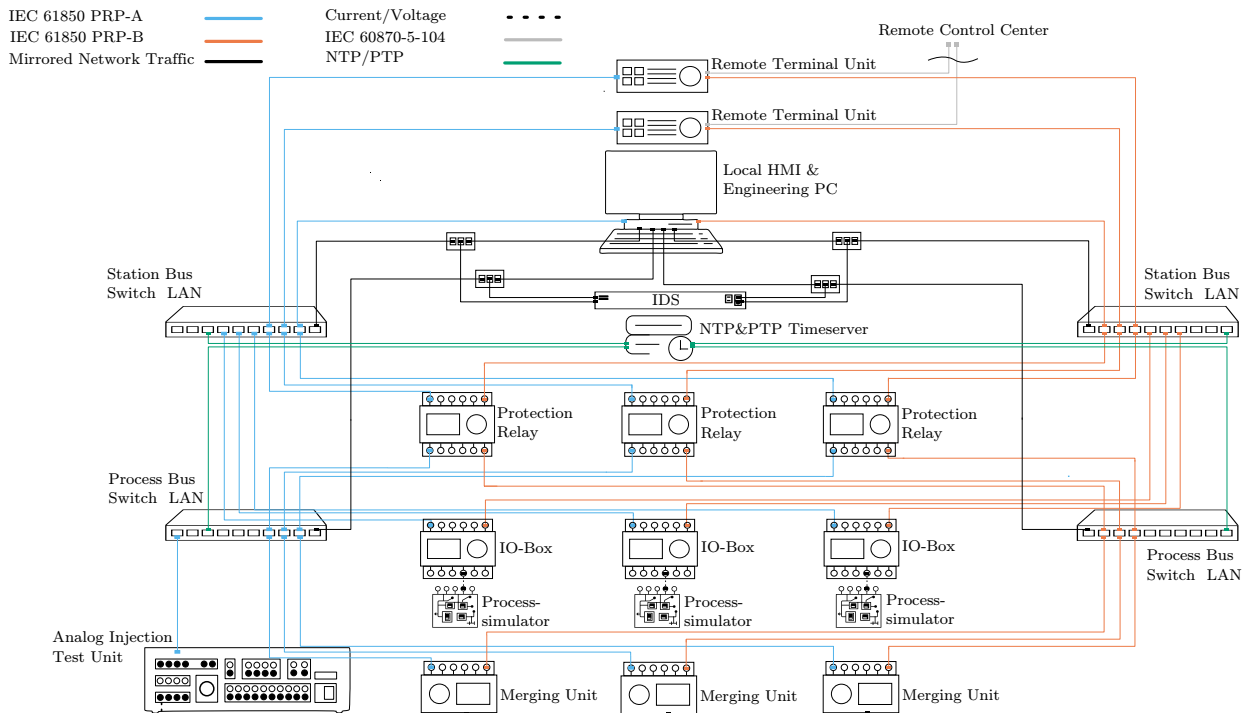 IEC 61850 PRP-A
IEC 61850 PRP-B
Mirrored Network Traffic
Current/Voltage
IEC 60870-5-104
NTP/PTP
Remote Control Center
Remote Terminal Unit
Remote Terminal Unit
Local HMI &
Engineering PC
Station Bus
Switch LAN
Station Bus
Switch LAN
IDS
NTP&PTP Timeserver
Protection
Relay
Protection
Relay
Protection
Relay
Process Bus
Switch LAN
IO-Box
IO-Box
IO-Box
Process Bus
Switch LAN
Process-
simulator
Process-
simulator
Process-
simulator
Analog Injection
Test Unit
Merging Unit
Merging Unit
Merging Unit